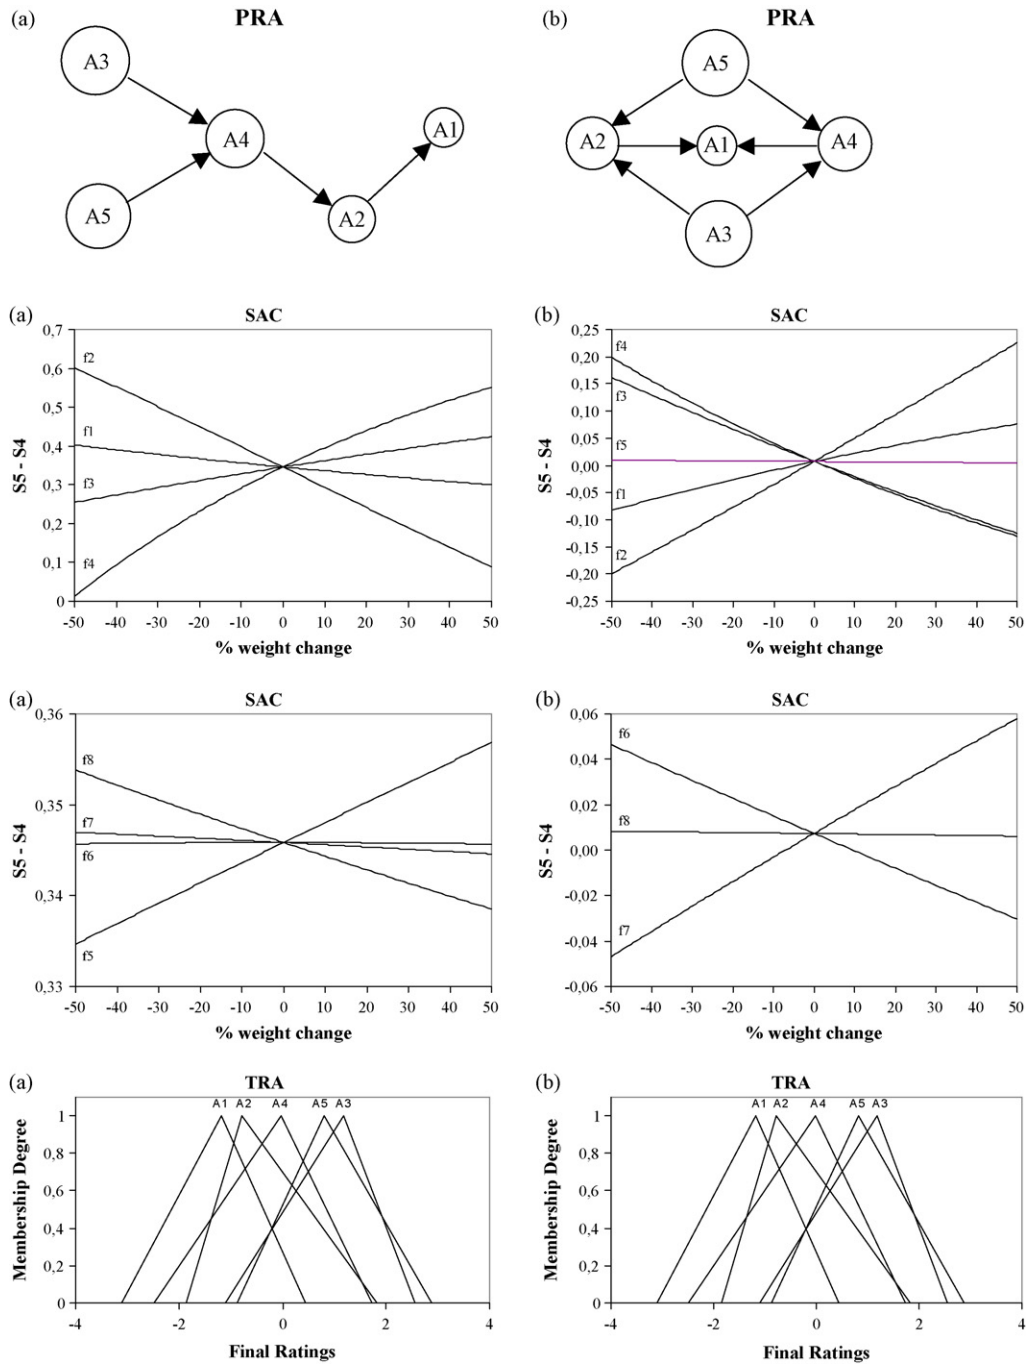 (a) PRA
A3
A4
A5
A2
A1
(b) PRA
A5
A2
A1
A4
A3
(a) SAC
S5 - S4
0,7
0,6
0,5
0,4
0,3
0,2
0,1
0
f2
f1
f3
f4
-50 -40 -30 -20 -10 0 10 20 30 40 50
% weight change
(b) SAC
S5 - S4
0,25
0,20
0,15
0,10
0,05
0,00
-0,05
-0,10
-0,15
-0,20
-0,25
f4
f3
f5
f1
f2
-50 -40 -30 -20 -10 0 10 20 30 40 50
% weight change
(a) SAC
S5 - S4
0,36
0,35
0,34
0,33
f8
f7
f6
f5
-50 -40 -30 -20 -10 0 10 20 30 40 50
% weight change
(b) SAC
S5 - S4
0,06
0,04
0,02
0,00
-0,02
-0,04
-0,06
f6
f8
f7
-50 -40 -30 -20 -10 0 10 20 30 40 50
% weight change
(a) TRA
Membership Degree
1
0,8
0,6
0,4
0,2
0
A1 A2 A4 A5 A3
-4 -2 0 2 4
Final Ratings
(b) TRA
Membership Degree
1
0,8
0,6
0,4
0,2
0
A1 A2 A4 A5 A3
-4 -2 0 2 4
Final Ratings